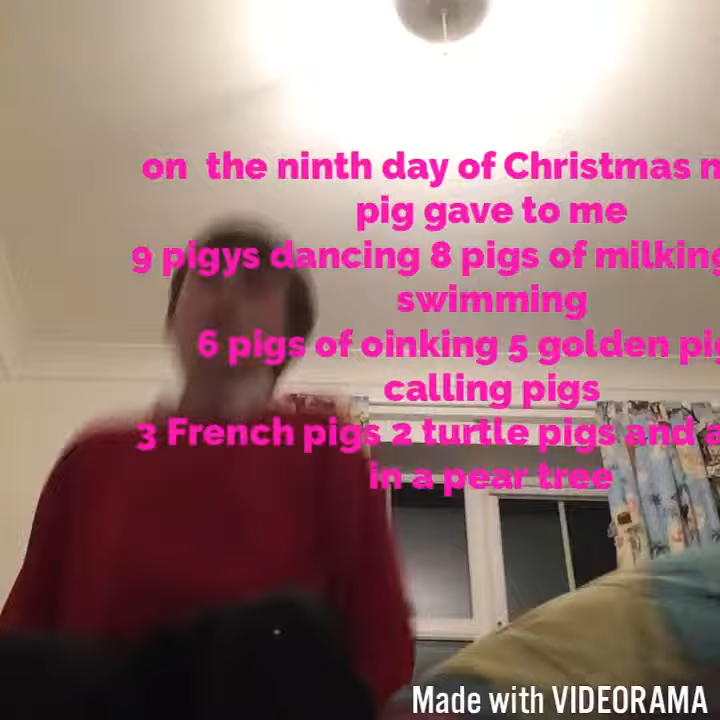 on the ninth day of Christmas
pig gave to me
9 pigys dancing 8 pigs of milking
swimming
6 pigs of oinking 5 golden
calling pigs
3 French pigs 2 turtle pigs and
in a pear tree
Made with VIDEORAMA